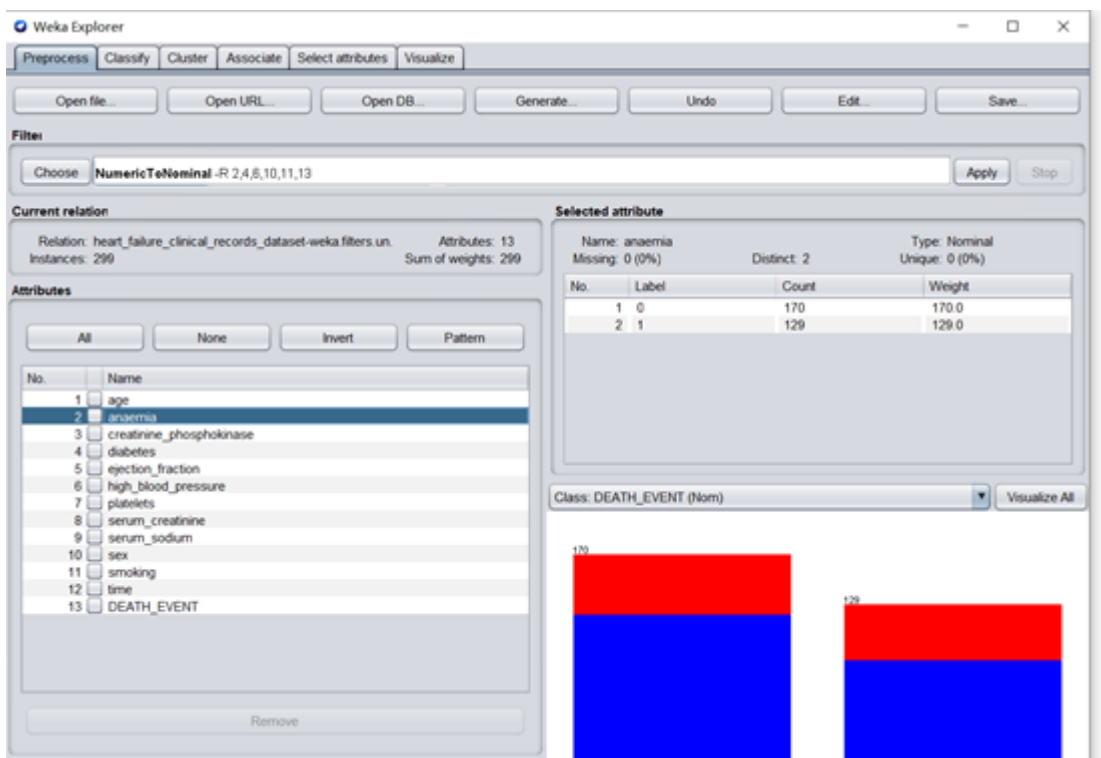 Weka Explorer
Preprocess Classify Cluster Associate Select attributes Visualize
Open file... Open URL... Open DB... Generate... Undo Edit... Save...
Filter
Choose NumericToNominal -R 2,4,6,10,11,13 Apply Stop
Current relation
Relation: heart_failure_clinical_records_dataset-weka.filters.un. Attributes: 13
Instances: 299 Sum of weights: 299
Attributes
All None Invert Pattern
No. Name
1 age
2 anaemia
3 creatinine_phosphokinase
4 diabetes
5 ejection_fraction
6 high_blood_pressure
7 platelets
8 serum_creatinine
9 serum_sodium
10 sex
11 smoking
12 time
13 DEATH_EVENT
Remove
Selected attribute
Name: anaemia Type: Nominal
Missing: 0 (0%) Distinct: 2 Unique: 0 (0%)
No. Label Count Weight
1 0 170 170.0
2 1 129 129.0
Class: DEATH_EVENT (Nom) Visualize All
170
129